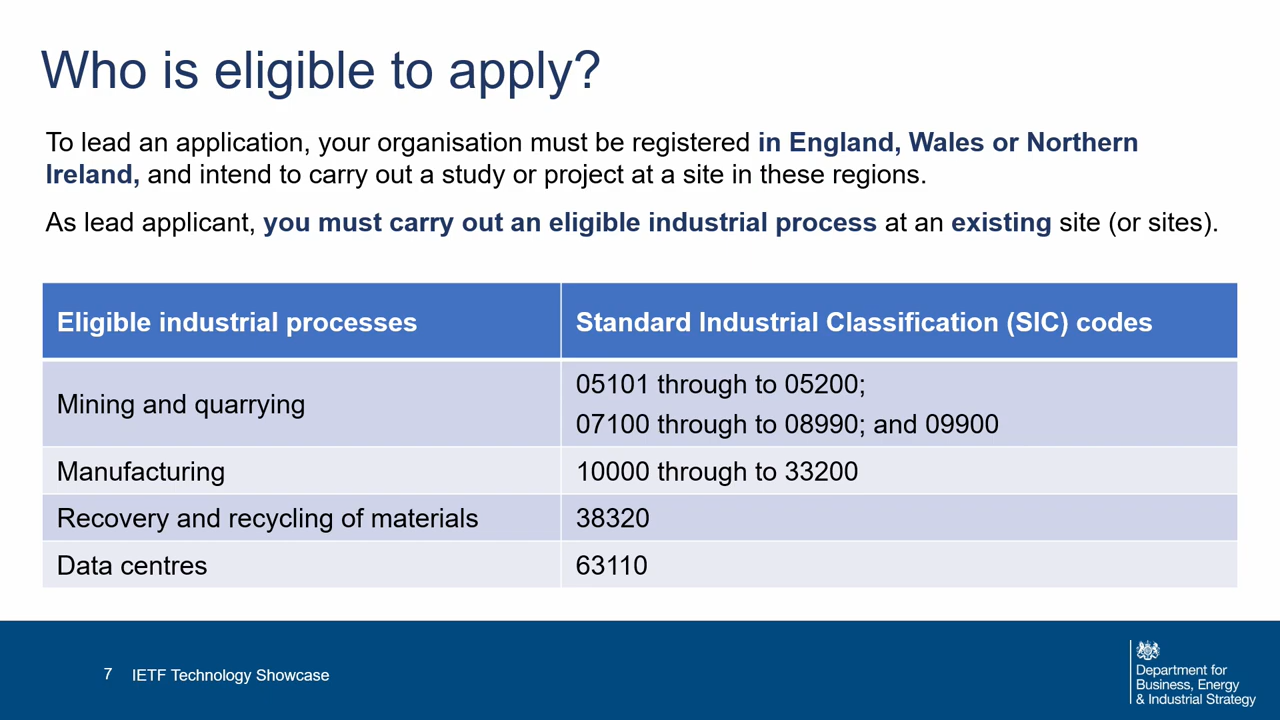 Who is eligible to apply?
To lead an application, your organisation must be registered in England, Wales or Northern
Ireland, and intend to carry out a study or project at a site in these regions.
As lead applicant, you must carry out an eligible industrial process at an existing site (or sites).
Eligible industrial processes
Standard Industrial Classification (SIC) codes
Mining and quarrying
05101 through to 05200;
07100 through to 08990; and 09900
Manufacturing
10000 through to 33200
Recovery and recycling of materials
38320
Data centres
63110
7 IETF Technology Showcase
Department for
Business, Energy
& Industrial Strategy